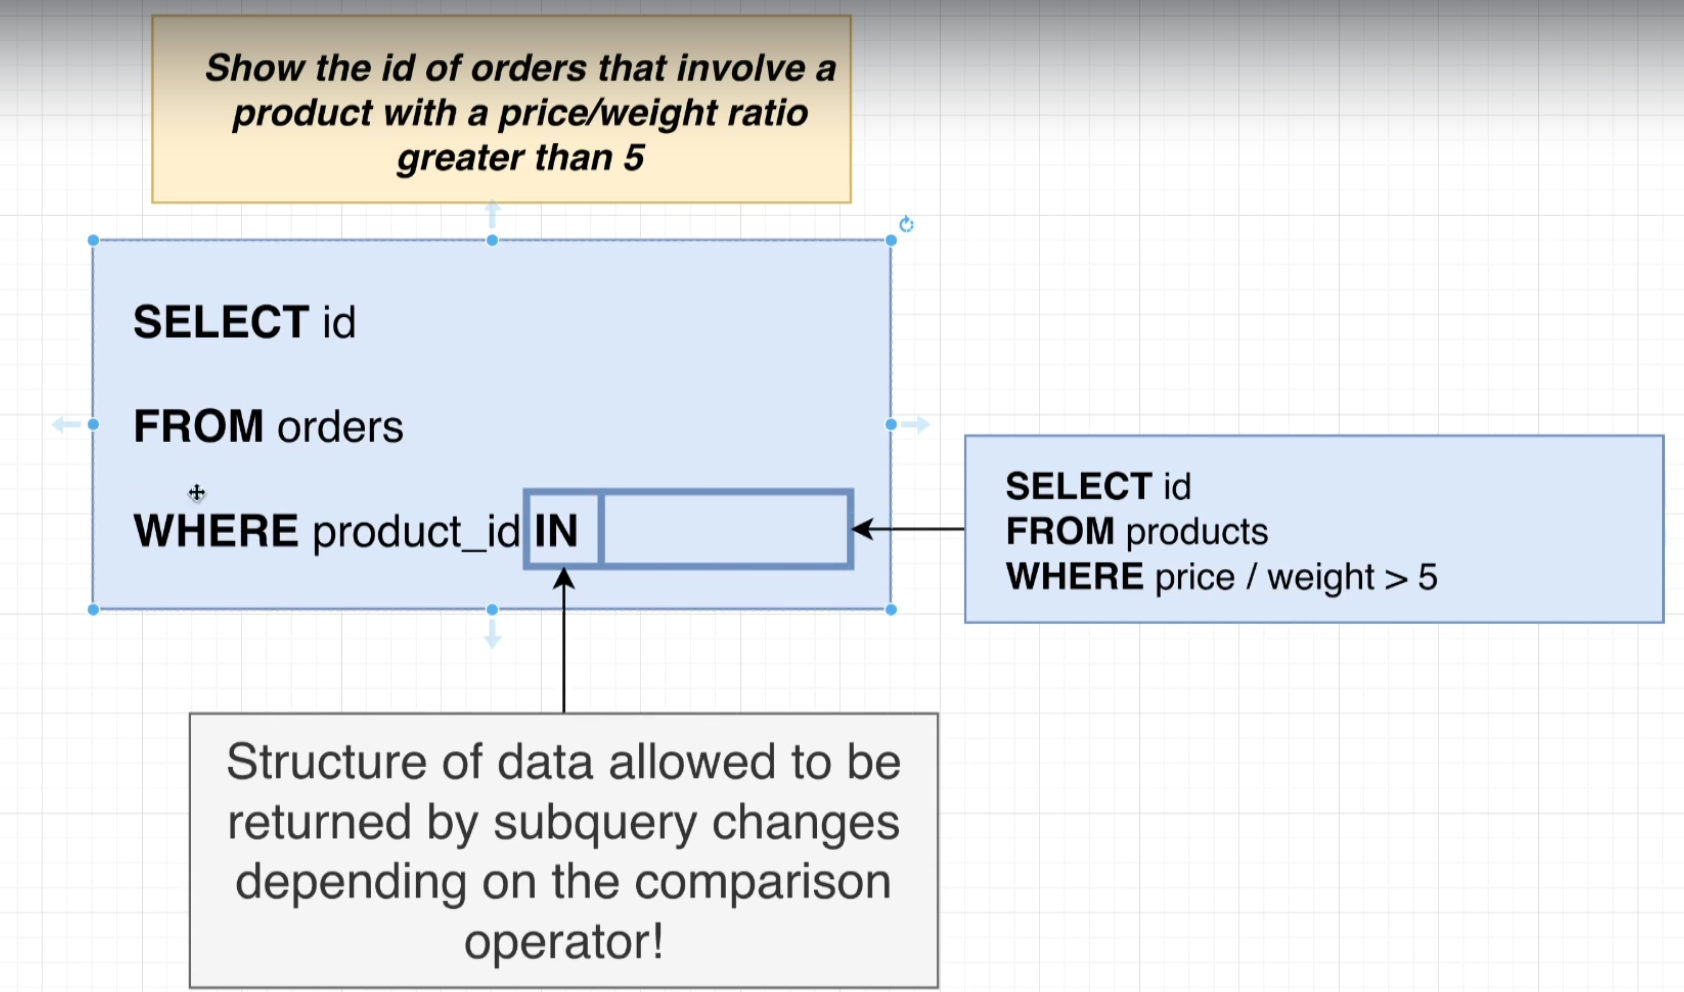 Show the id of orders that involve a
product with a price/weight ratio
greater than 5
SELECT id
FROM orders
WHERE product_id IN
SELECT id
FROM products
WHERE price / weight > 5
Structure of data allowed to be
returned by subquery changes
depending on the comparison
operator!